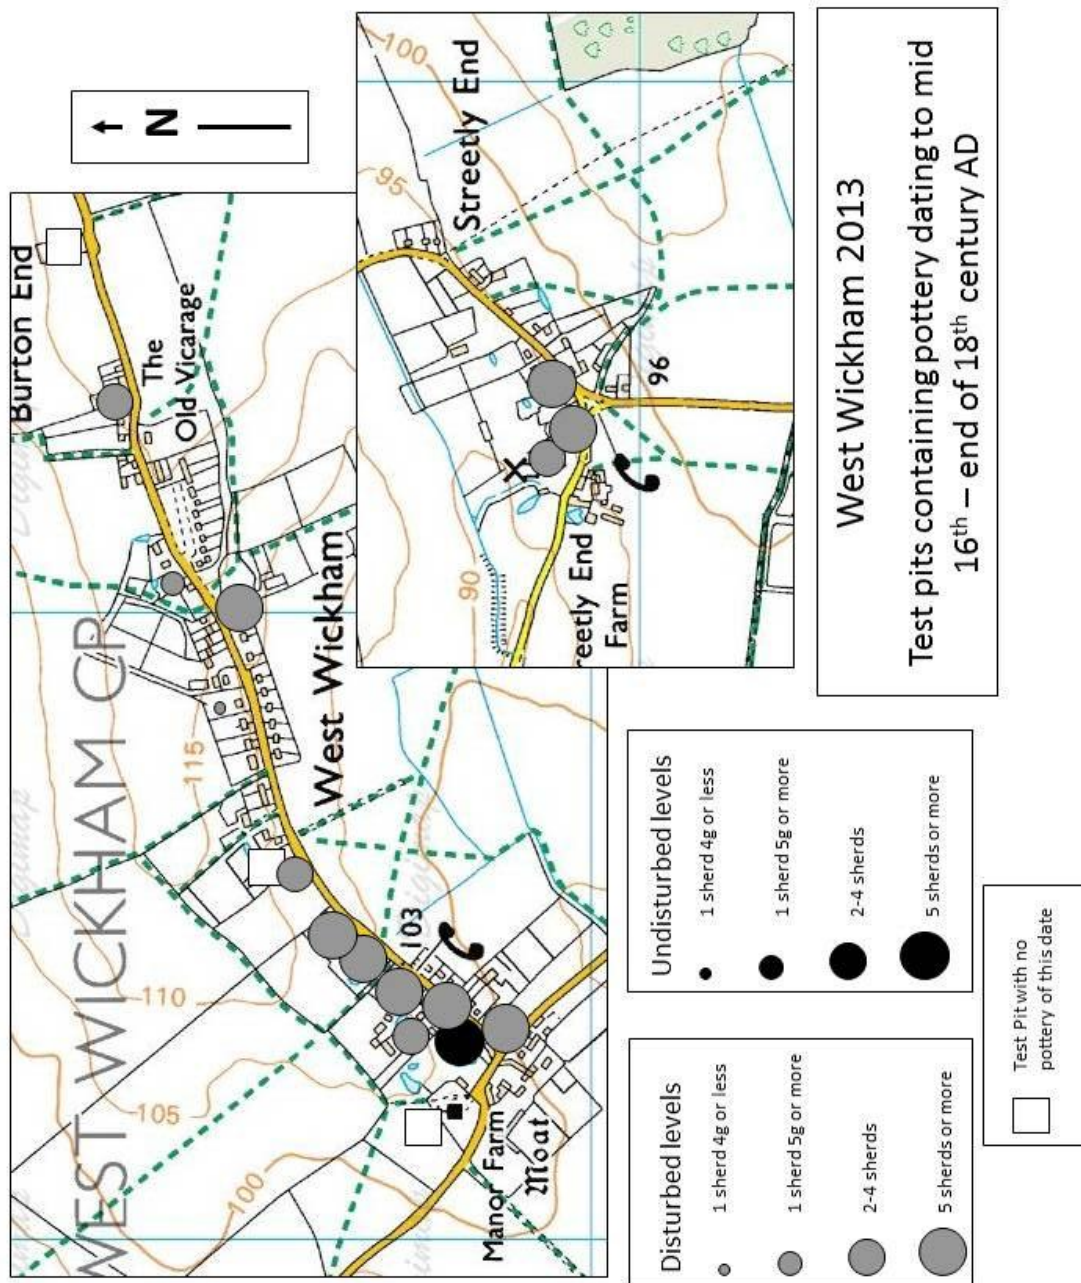 N
Burton End
The
Old Vicarage
WEST WICKHAM CP
115
West Wickham
110
103
105
100
Manor Farm
Moat
100
95
Streetly End
96
90
reetly End
Farm
West Wickham 2013
Test pits containing pottery dating to mid
16th – end of 18th century AD
Undisturbed levels
1 sherd 4g or less
1 sherd 5g or more
2-4 sherds
5 sherds or more
Disturbed levels
1 sherd 4g or less
1 sherd 5g or more
2-4 sherds
5 sherds or more
Test Pit with no
pottery of this date